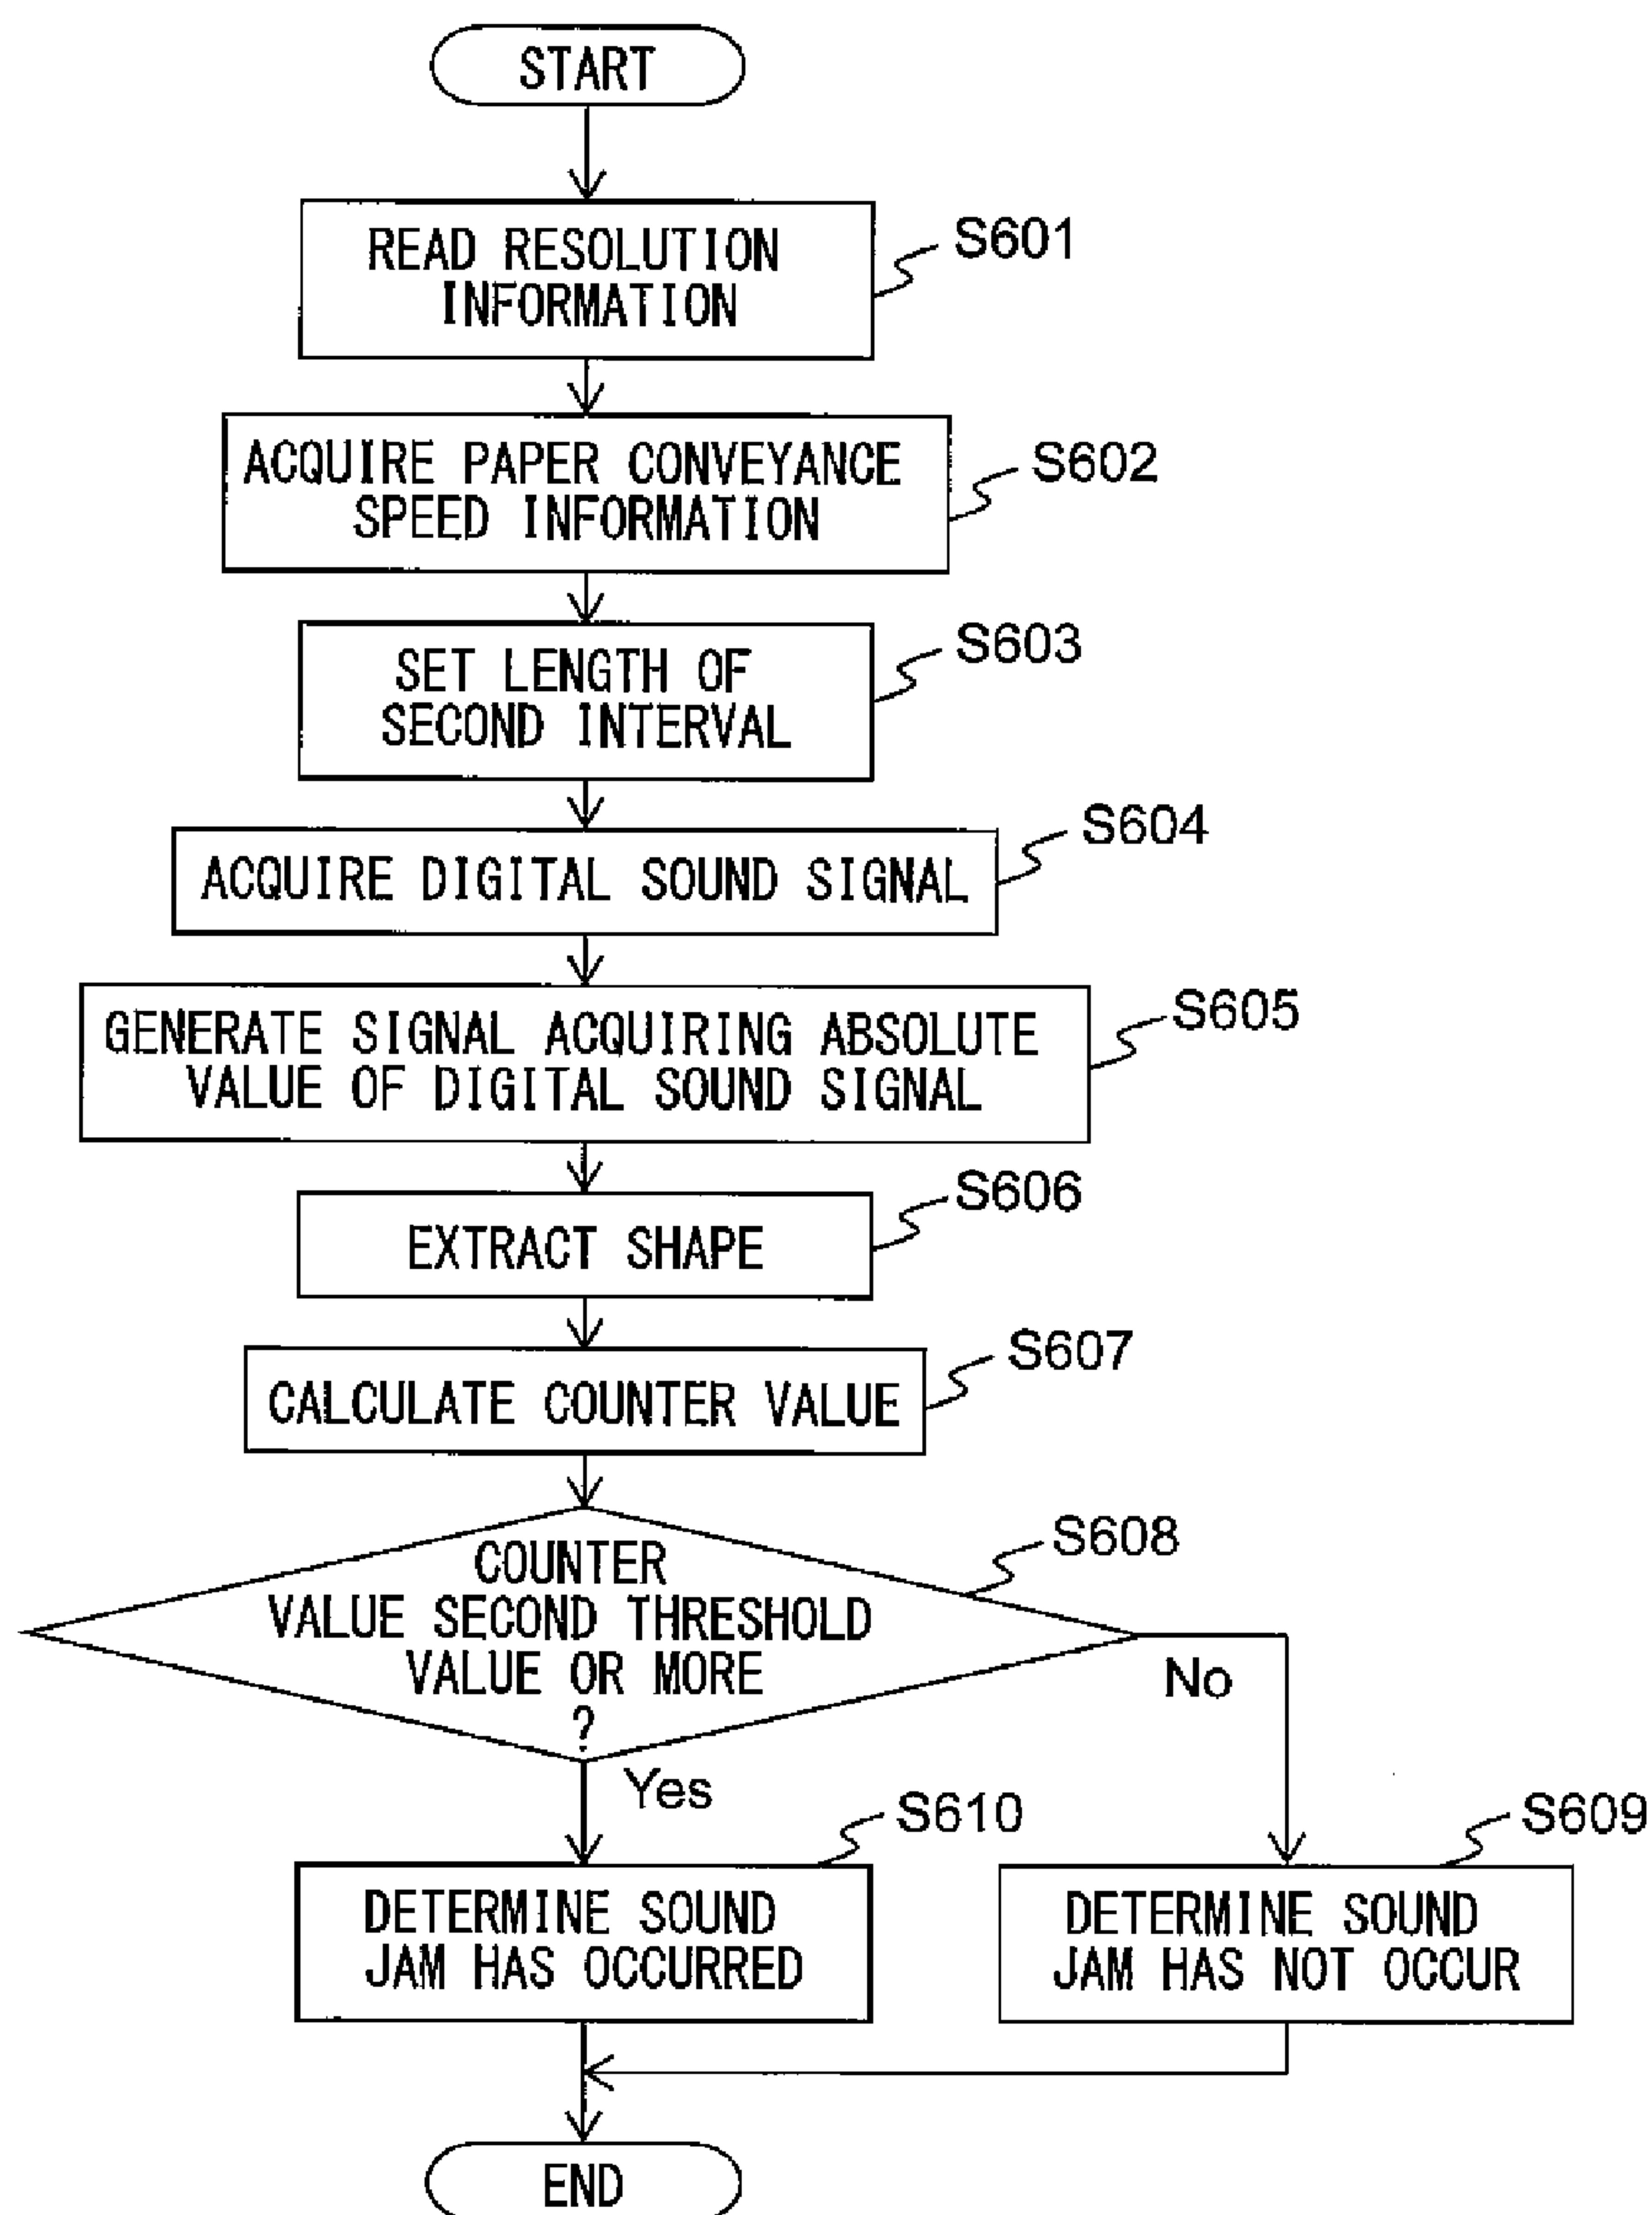 START
READ RESOLUTION
INFORMATION
S601
ACQUIRE PAPER CONVEYANCE
SPEED INFORMATION
S602
SET LENGTH OF
SECOND INTERVAL
S603
ACQUIRE DIGITAL SOUND SIGNAL
S604
GENERATE SIGNAL ACQUIRING ABSOLUTE
VALUE OF DIGITAL SOUND SIGNAL
S605
EXTRACT SHAPE
S606
CALCULATE COUNTER VALUE
S607
COUNTER
VALUE SECOND THRESHOLD
VALUE OR MORE
?
S608
No
Yes
S610
DETERMINE SOUND
JAM HAS OCCURRED
S609
DETERMINE SOUND
JAM HAS NOT OCCUR
END